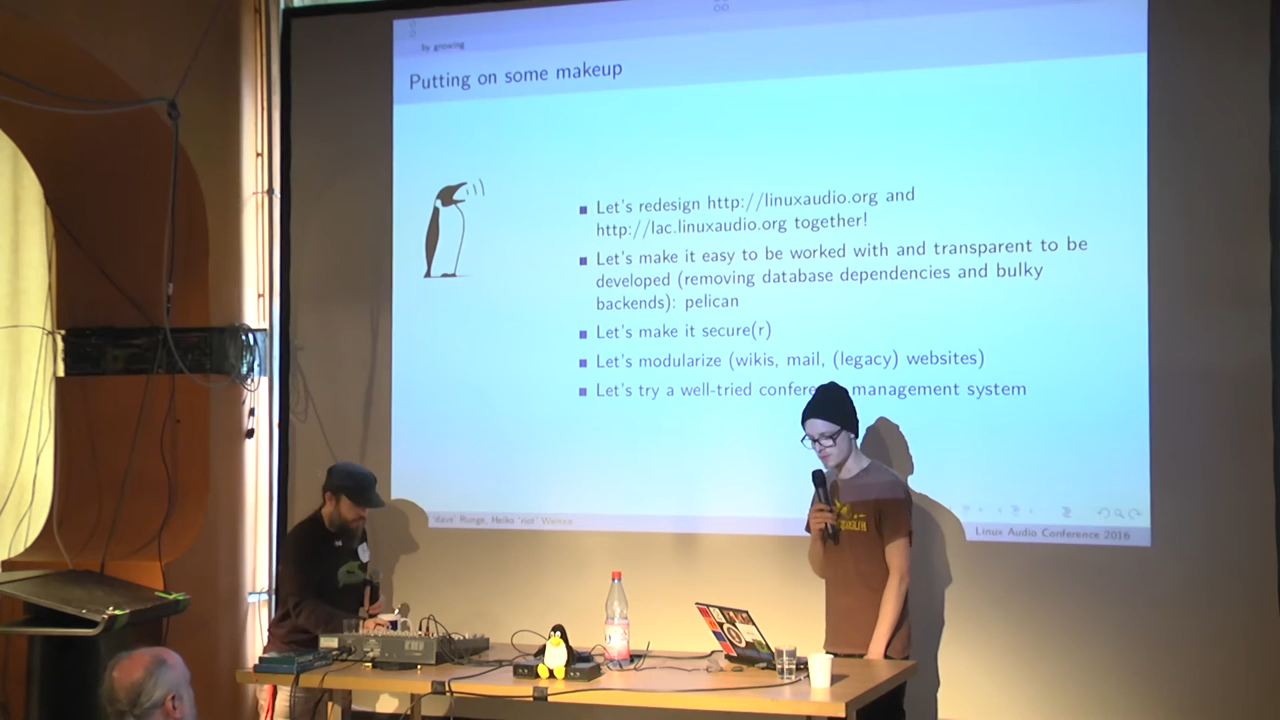 by growing
Putting on some makeup
Let's redesign http://linuxaudio.org and
http://lac.linuxaudio.org together!
Let's make it easy to be worked with and transparent to be
developed (removing database dependencies and bulky
backends): pelican
Let's make it secure(r)
Let's modularize (wikis, mail, (legacy) websites)
Let's try a well-tried management system
'dave' Runge, Heiko 'riot' Weinen
Linux Audio Conference 2016